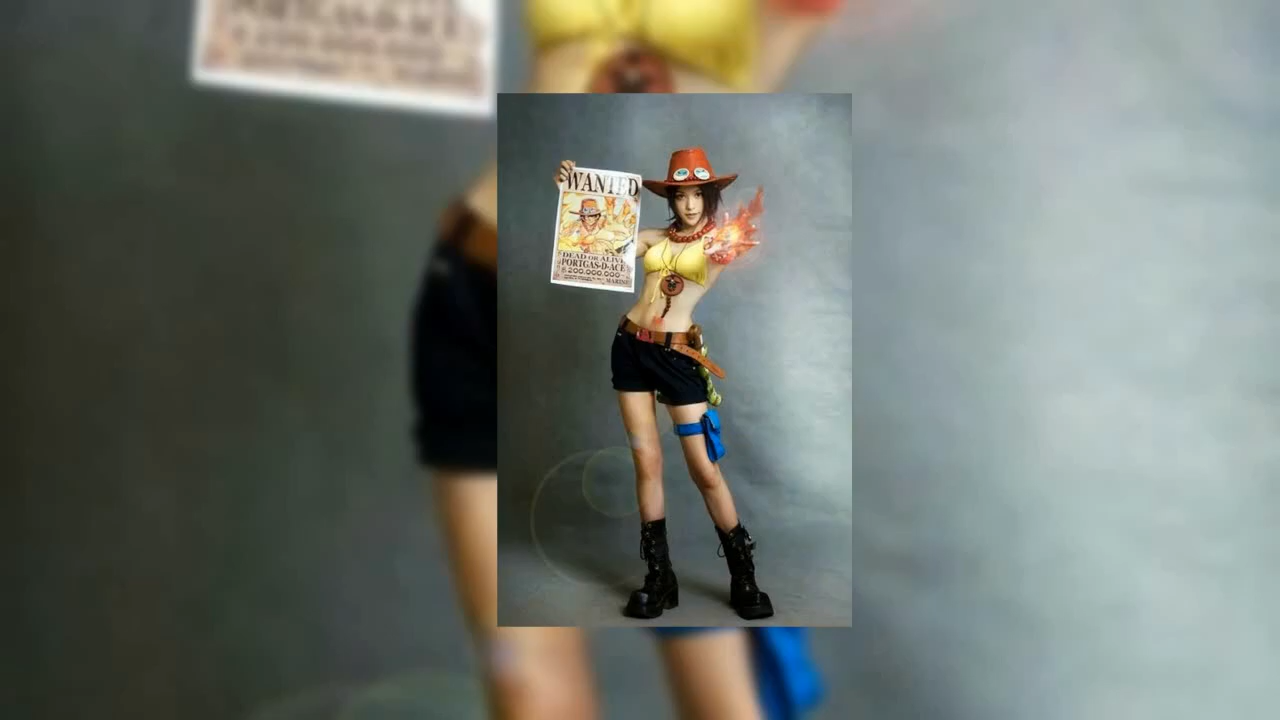 WANTED
DEAD OR ALIVE
PORTGAS·D·ACE
200,000,000
MARINE